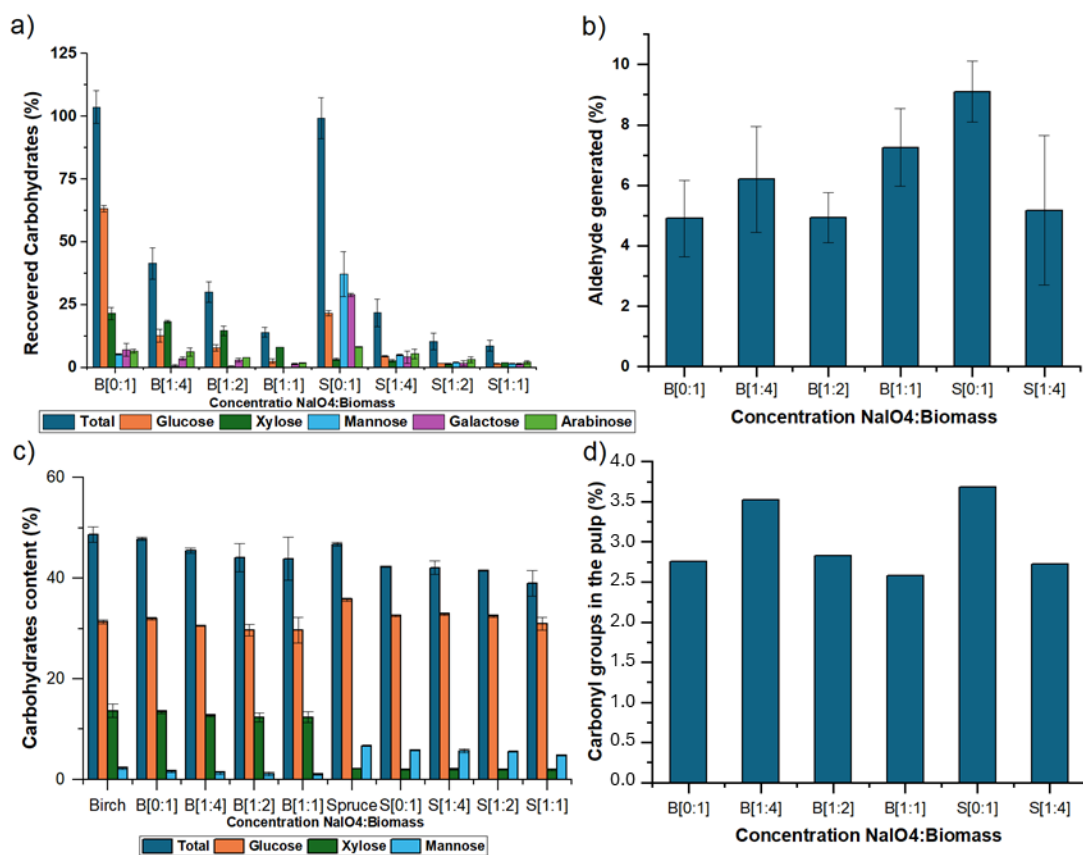 a)
125
100
75
50
25
0
Recovered Carbohydrates (%)
B[0:1] B[1:4] B[1:2] B[1:1] S[0:1] S[1:4] S[1:2] S[1:1]
Concentratio NaIO4:Biomass
Total Glucose Xylose Mannose Galactose Arabinose
b)
10
8
6
4
2
0
Aldehyde generated (%)
B[0:1] B[1:4] B[1:2] B[1:1] S[0:1] S[1:4]
Concentration NaIO4:Biomass
c)
60
40
20
0
Carbohydrates content (%)
Birch B[0:1] B[1:4] B[1:2] B[1:1] Spruce S[0:1] S[1:4] S[1:2] S[1:1]
Concentration NaIO4:Biomass
Total Glucose Xylose Mannose
d)
4.0
3.5
3.0
2.5
2.0
1.5
1.0
0.5
0.0
Carbonyl groups in the pulp (%)
B[0:1] B[1:4] B[1:2] B[1:1] S[0:1] S[1:4]
Concentration NaIO4:Biomass